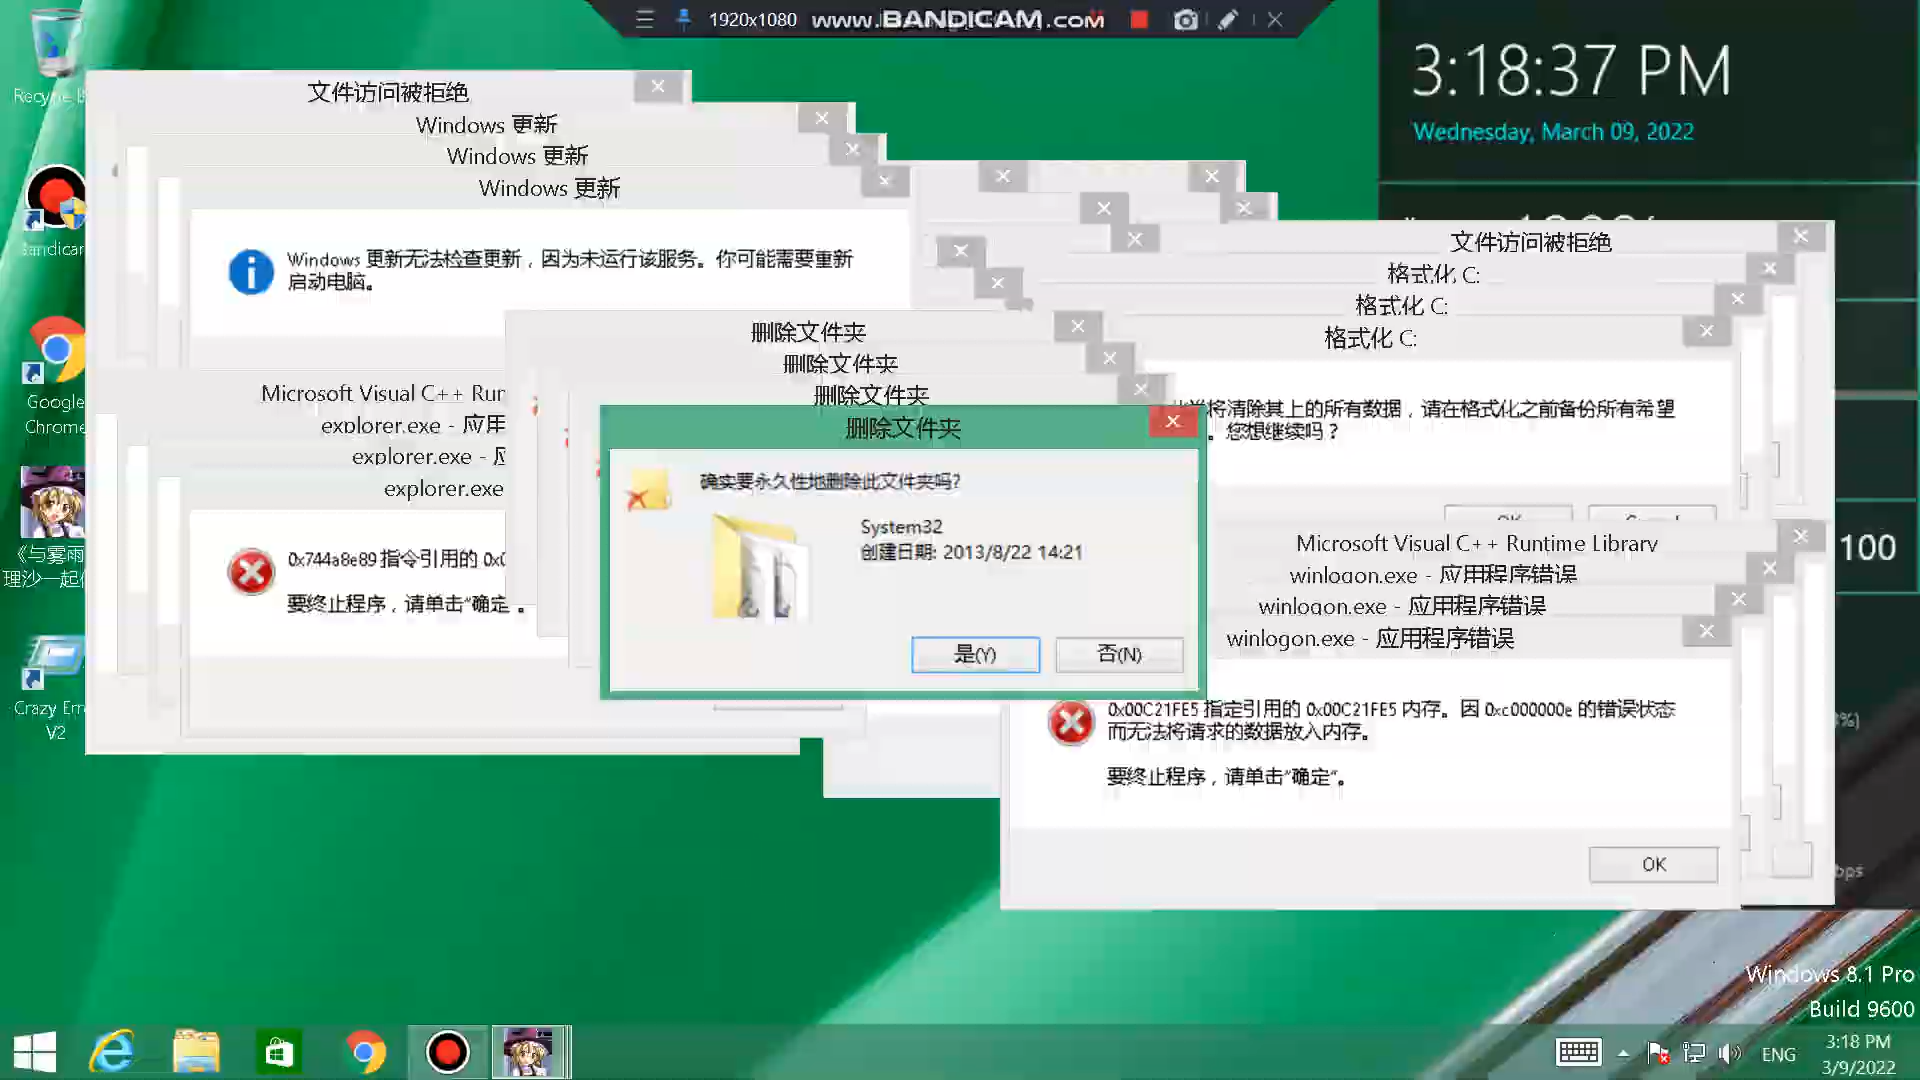 1920x1080 www.BANDICAM.com
3:18:37 PM
Wednesday, March 09, 2022
文件访问被拒绝
Windows 更新
Windows 更新
Windows 更新
Windows 更新无法检查更新，因为未运行该服务。你可能需要重新
启动电脑。
文件访问被拒绝
格式化 C:
格式化 C:
格式化 C:
将清除其上的所有数据，请在格式化之前备份所有希望
。您想继续吗？
删除文件夹
删除文件夹
删除文件夹
删除文件夹
确实要永久性地删除此文件夹吗?
System32
创建日期: 2013/8/22 14:21
是(Y)
否(N)
Microsoft Visual C++ Run
explorer.exe - 应用
explorer.exe -
explorer.exe
0x744a8e89 指令引用的
要终止程序，请单击"确定"。
Microsoft Visual C++ Runtime Library
winlogon.exe - 应用程序错误
winlogon.exe - 应用程序错误
winlogon.exe - 应用程序错误
0x00C21FE5 指定引用的 0x00C21FE5 内存。因 0xc000000e 的错误状态
而无法将请求的数据放入内存。
要终止程序，请单击"确定"。
OK
100
Google
Chrome
《与雾雨
理沙一起
Crazy
V2
Windows 8.1 Pro
Build 9600
ENG
3:18 PM
3/9/2022